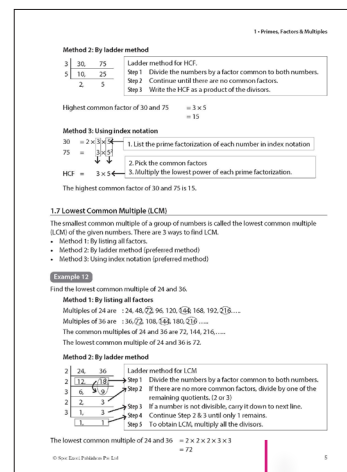 1 • Primes, Factors & Multiples
Method 2: By ladder method
3 | 30, 75
5 | 10, 25
2, 5
Ladder method for HCF.
Step 1 Divide the numbers by a factor common to both numbers.
Step 2 Continue until there are no common factors.
Step 3 Write the HCF as a product of the divisors.
Highest common factor of 30 and 75 = 3 × 5
= 15
Method 3: Using index notation
30 = 2 × 3 × 5
75 = 3 × 5²
HCF = 3 × 5
1. List the prime factorization of each number in index notation
2. Pick the common factors
3. Multiply the lowest power of each prime factorization.
The highest common factor of 30 and 75 is 15.
1.7 Lowest Common Multiple (LCM)
The smallest common multiple of a group of numbers is called the lowest common multiple
(LCM) of the given numbers. There are 3 ways to find LCM.
• Method 1: By listing all factors.
• Method 2: By ladder method (preferred method)
• Method 3: Using index notation (preferred method)
Example 12
Find the lowest common multiple of 24 and 36.
Method 1: By listing all factors
Multiples of 24 are : 24, 48, 72, 96, 120, 144, 168, 192, 216.....
Multiples of 36 are : 36, 72, 108, 144, 180, 216 .....
The common multiples of 24 and 36 are 72, 144, 216,.....
The lowest common multiple of 24 and 36 is 72.
Method 2: By ladder method
2 | 24, 36
2 | 12, 18
3 | 6, 9
2 | 2, 3
3 | 1, 3
1, 1
Ladder method for LCM
Step 1 Divide the numbers by a factor common to both numbers.
Step 2 If there are no more common factors, divide by one of the
remaining quotients. (2 or 3)
Step 3 If a number is not divisible, carry it down to next line.
Step 4 Continue Step 2 & 3 until only 1 remains.
Step 5 To obtain LCM, multiply all the divisors.
The lowest common multiple of 24 and 36 = 2 × 2 × 2 × 3 × 3
= 72
Publishers Pte Ltd
5